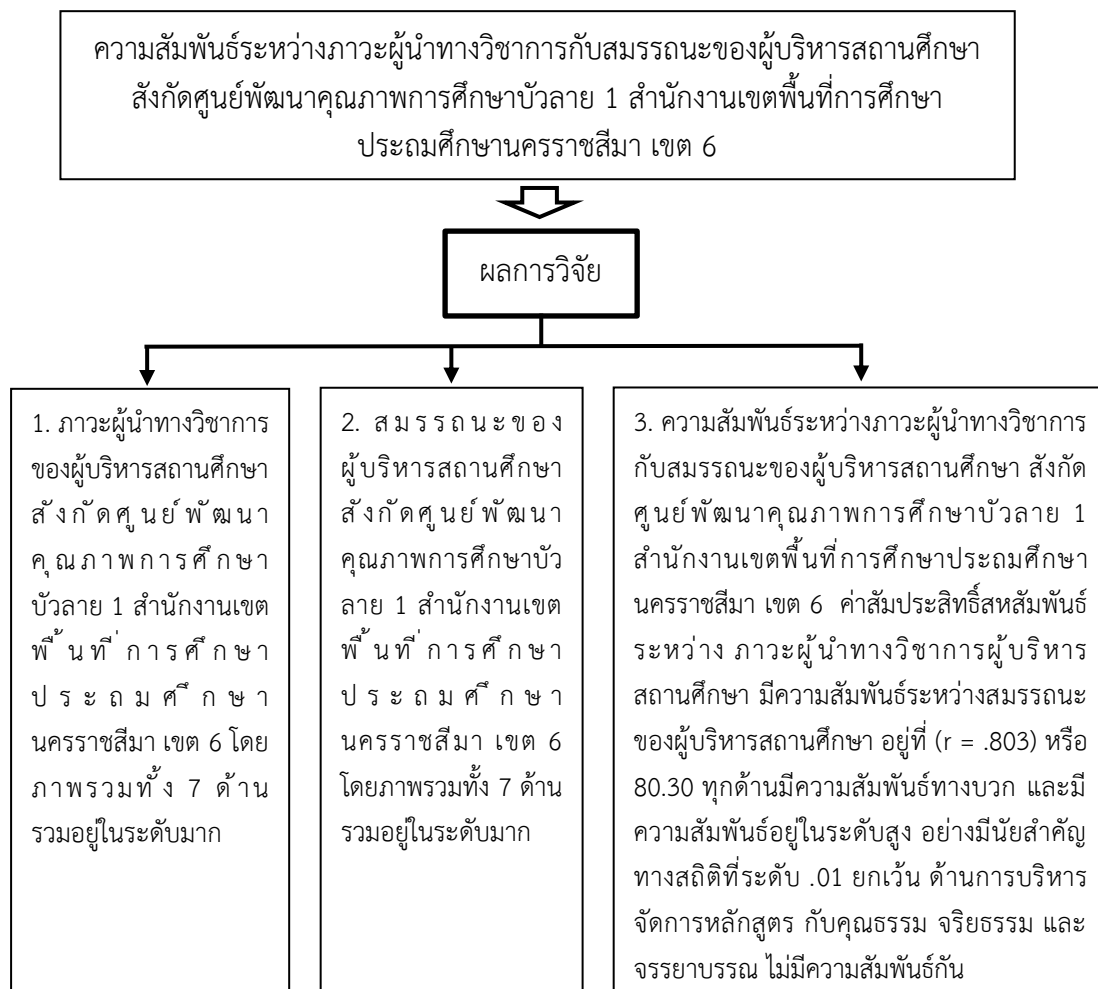 ความสัมพันธ์ระหว่างภาวะผู้นำทางวิชาการกับสมรรถนะของผู้บริหารสถานศึกษา
สังกัดศูนย์พัฒนาคุณภาพการศึกษาบัวลาย 1 สำนักงานเขตพื้นที่การศึกษา
ประถมศึกษานครราชสีมา เขต 6
ผลการวิจัย
1. ภาวะผู้นำทางวิชาการ
ของผู้บริหารสถานศึกษา
สังกัดศูนย์พัฒนา
คุณภาพการศึกษา
บัวลาย 1 สำนักงานเขต
พื้นที่การศึกษา
ประถมศึกษา
นครราชสีมา เขต 6 โดย
ภาพรวมทั้ง 7 ด้าน
รวมอยู่ในระดับมาก
2. สมรรถนะของ
ผู้บริหารสถานศึกษา
สังกัดศูนย์พัฒนา
คุณภาพการศึกษาบัว
ลาย 1 สำนักงานเขต
พื้นที่การศึกษา
ประถมศึกษา
นครราชสีมา เขต 6
โดยภาพรวมทั้ง 7 ด้าน
รวมอยู่ในระดับมาก
3. ความสัมพันธ์ระหว่างภาวะผู้นำทางวิชาการ
กับสมรรถนะของผู้บริหารสถานศึกษา สังกัด
ศูนย์พัฒนาคุณภาพการศึกษาบัวลาย 1
สำนักงานเขตพื้นที่การศึกษาประถมศึกษา
นครราชสีมา เขต 6 ค่าสัมประสิทธิ์สหสัมพันธ์
ระหว่าง ภาวะผู้นำทางวิชาการผู้บริหาร
สถานศึกษา มีความสัมพันธ์ระหว่างสมรรถนะ
ของผู้บริหารสถานศึกษา อยู่ที่ (r = .803) หรือ
80.30 ทุกด้านมีความสัมพันธ์ทางบวก และมี
ความสัมพันธ์อยู่ในระดับสูง อย่างมีนัยสำคัญ
ทางสถิติที่ระดับ .01 ยกเว้น ด้านการบริหาร
จัดการหลักสูตร กับคุณธรรม จริยธรรม และ
จรรยาบรรณ ไม่มีความสัมพันธ์กัน